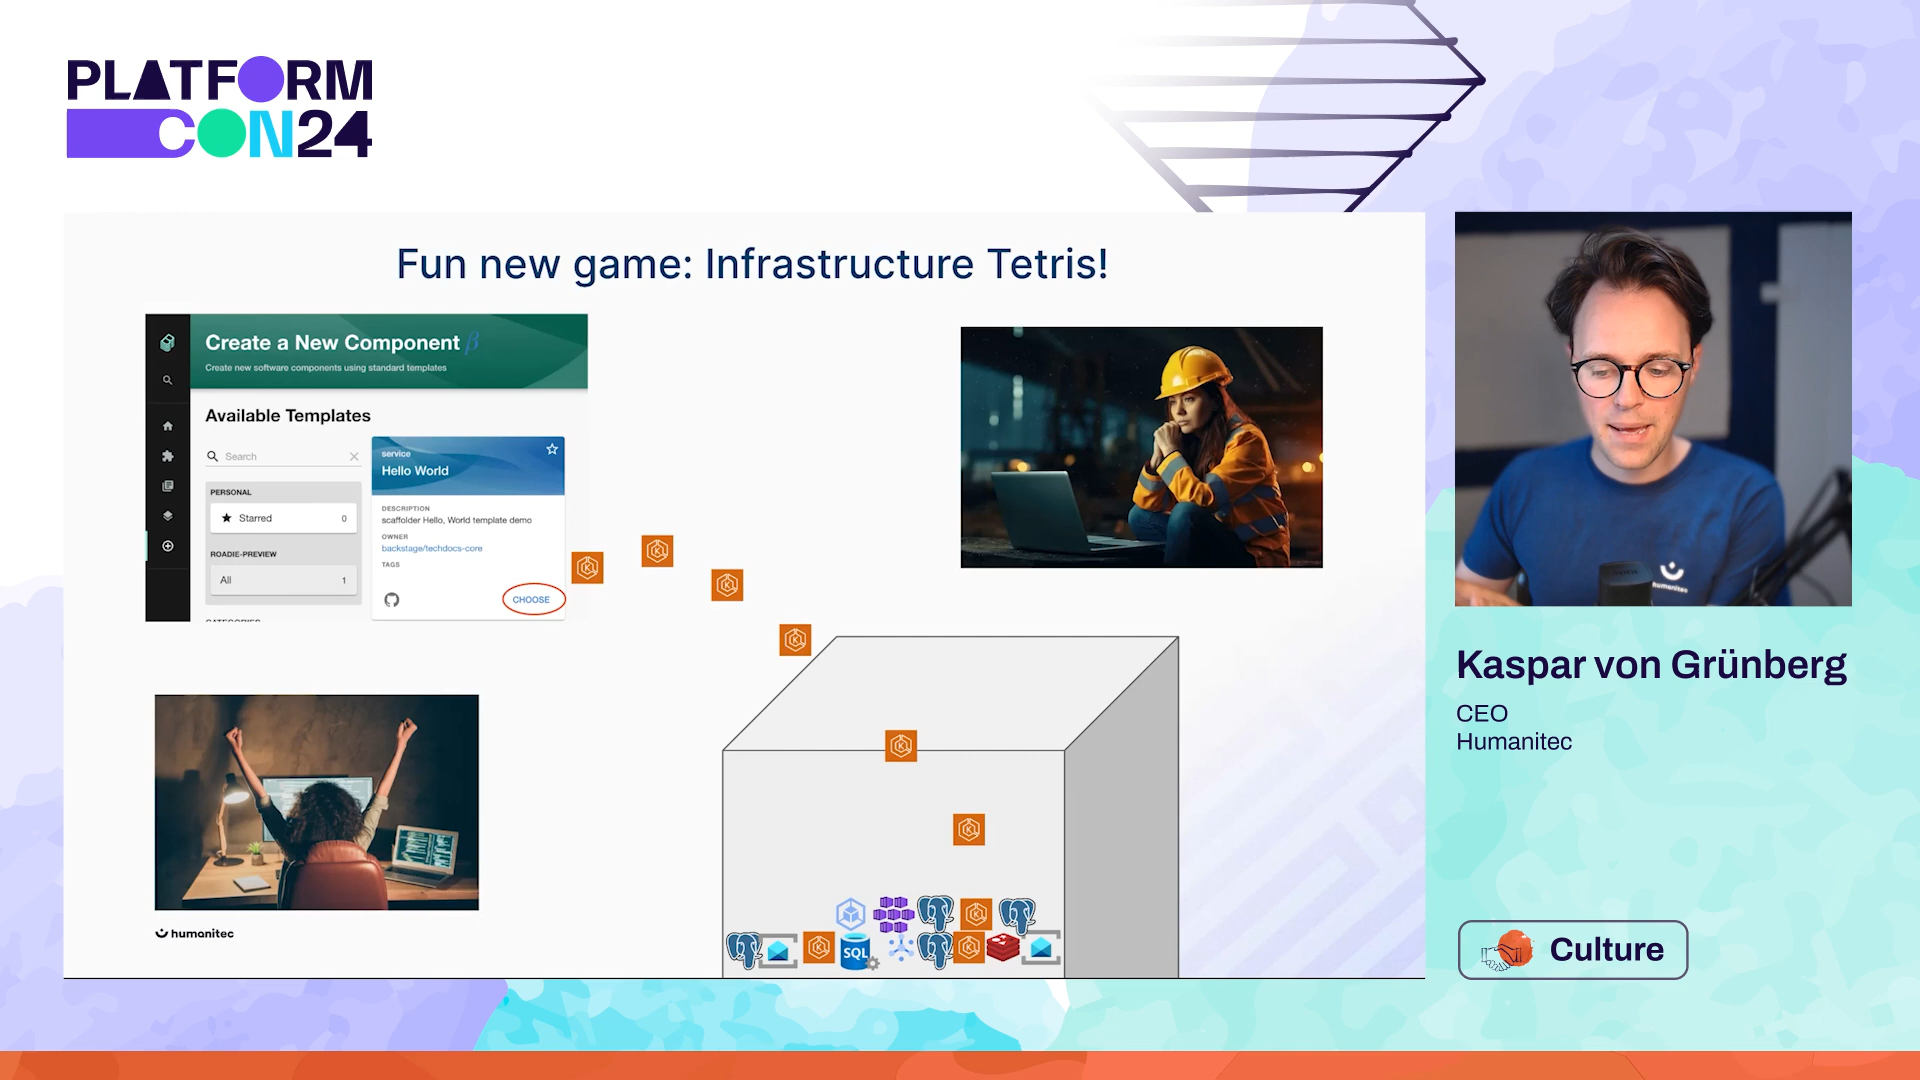 PLATFORM
CON24
Fun new game: Infrastructure Tetris!
Create a New Component β
Create new software components using standard templates
Available Templates
Search
PERSONAL
Starred 0
ROADIE-PREVIEW
All 1
CATEGORIES
service
Hello World
DESCRIPTION
scaffolder Hello, World template demo
OWNER
backstage/techdocs-core
TAGS
CHOOSE
K
K
K
K
K
K
K
K
K
SQL
humanitec
humanitec
Kaspar von Grünberg
CEO
Humanitec
Culture